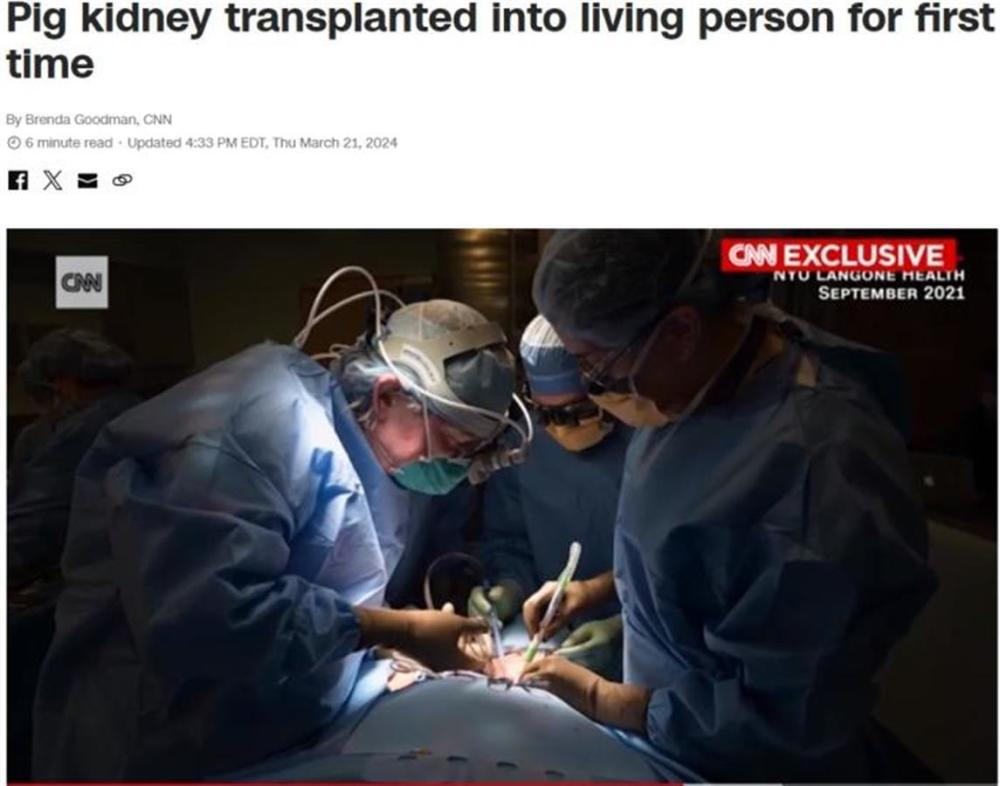 Pig kidney transplanted into living person for first
time
By Brenda Goodman, CNN
6 minute read · Updated 4:33 PM EDT, Thu March 21, 2024
CNN
CNN EXCLUSIVE
NYU LANGONE HEALTH
SEPTEMBER 2021